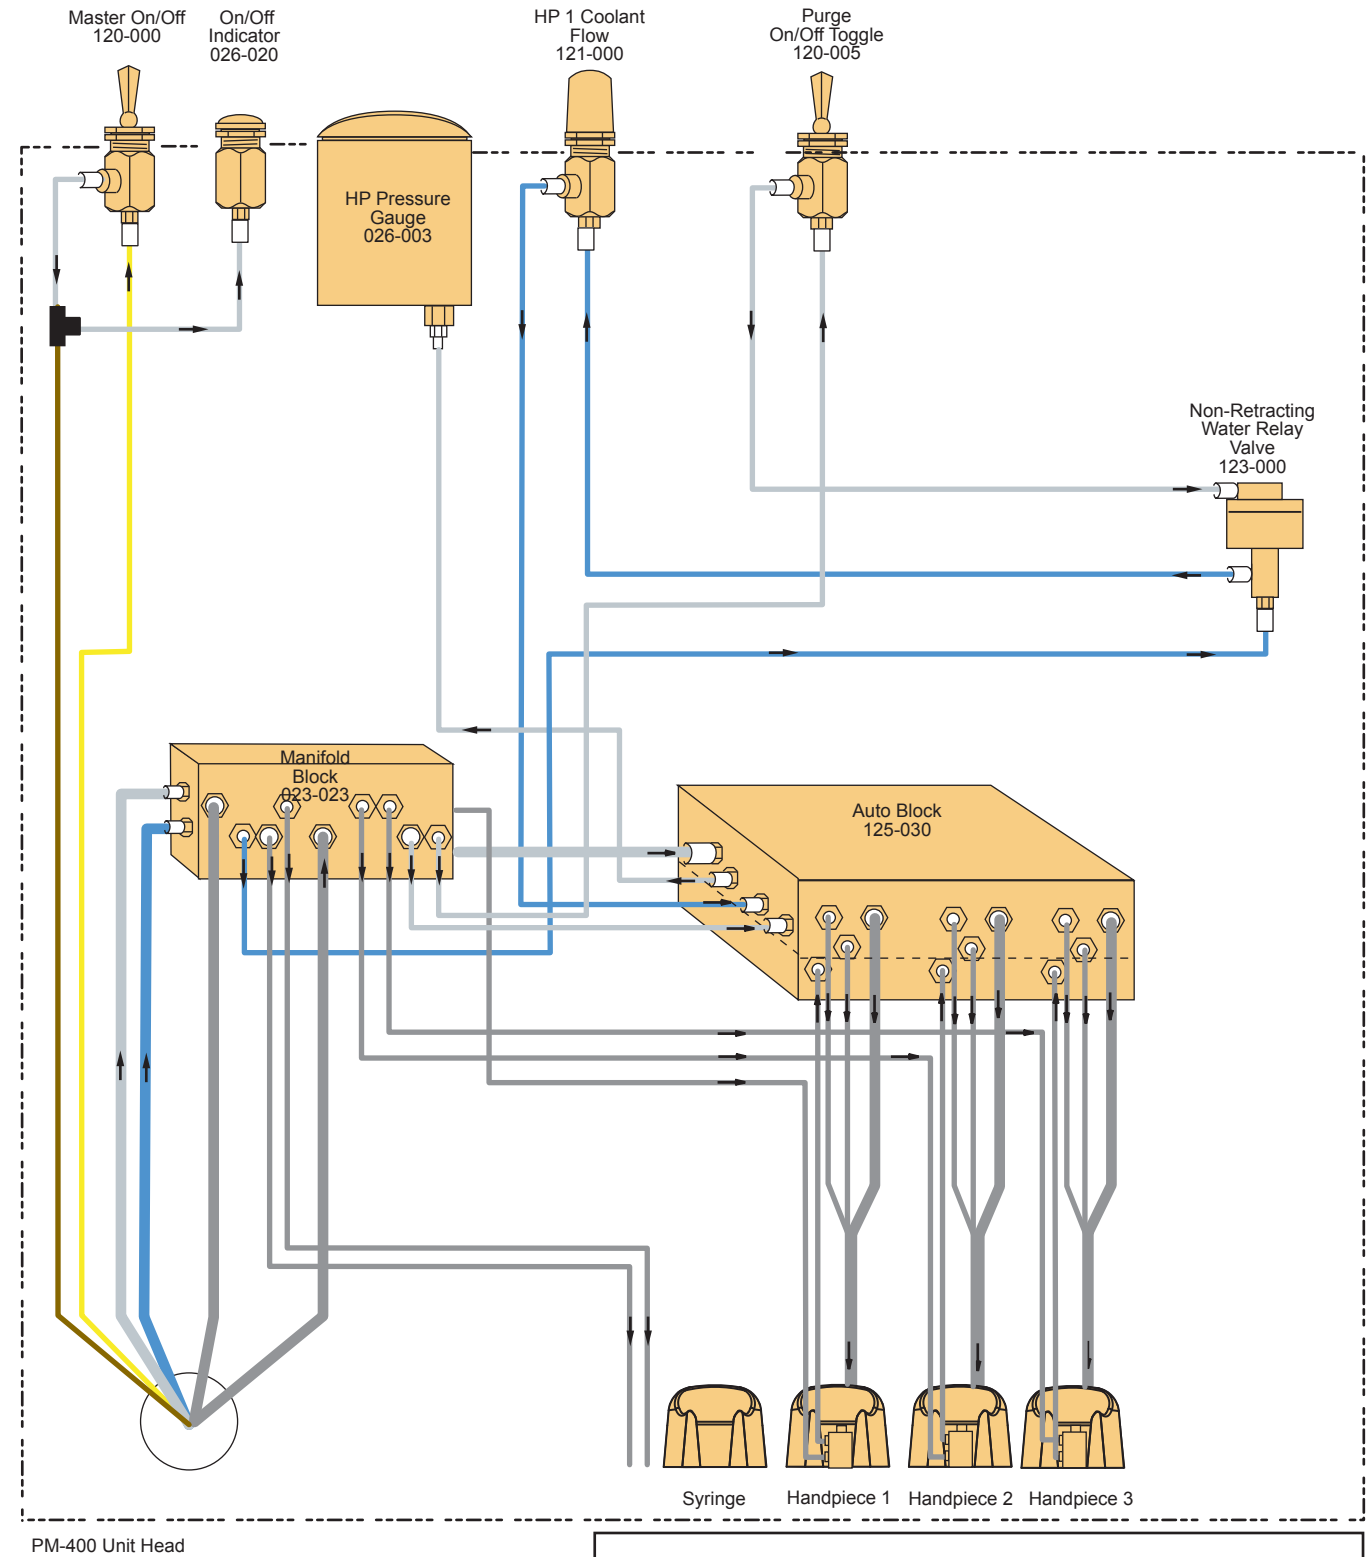 Master On/Off
120-000
On/Off
Indicator
026-020
HP 1 Coolant
Flow
121-000
Purge
On/Off Toggle
120-005
HP Pressure
Gauge
026-003
Non-Retracting
Water Relay
Valve
123-000
Manifold
Block
023-023
Auto Block
125-030
Syringe
Handpiece 1
Handpiece 2
Handpiece 3
PM-400 Unit Head